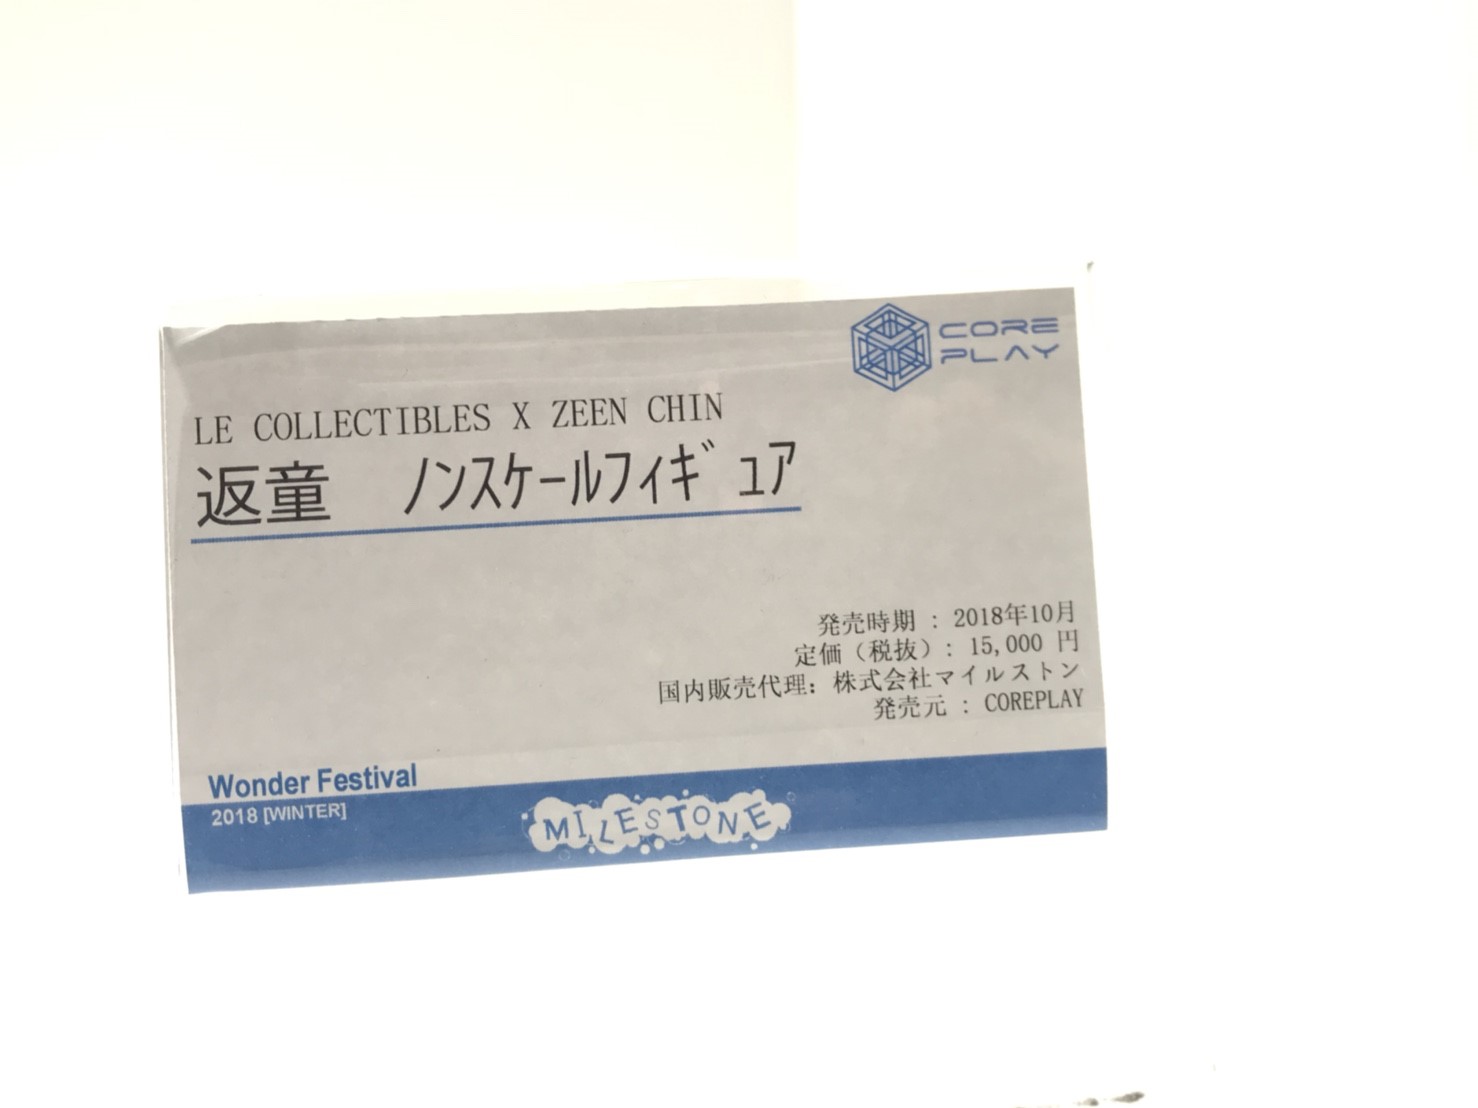 CORE
PLAY
LE COLLECTIBLES X ZEEN CHIN
返童　ﾉﾝｽｹｰﾙﾌｨｷﾞｭｱ
発売時期 : 2018年10月
定価（税抜）: 15,000 円
国内販売代理: 株式会社マイルストン
発売元 : COREPLAY
Wonder Festival
2018 [WINTER]
MILESTONE